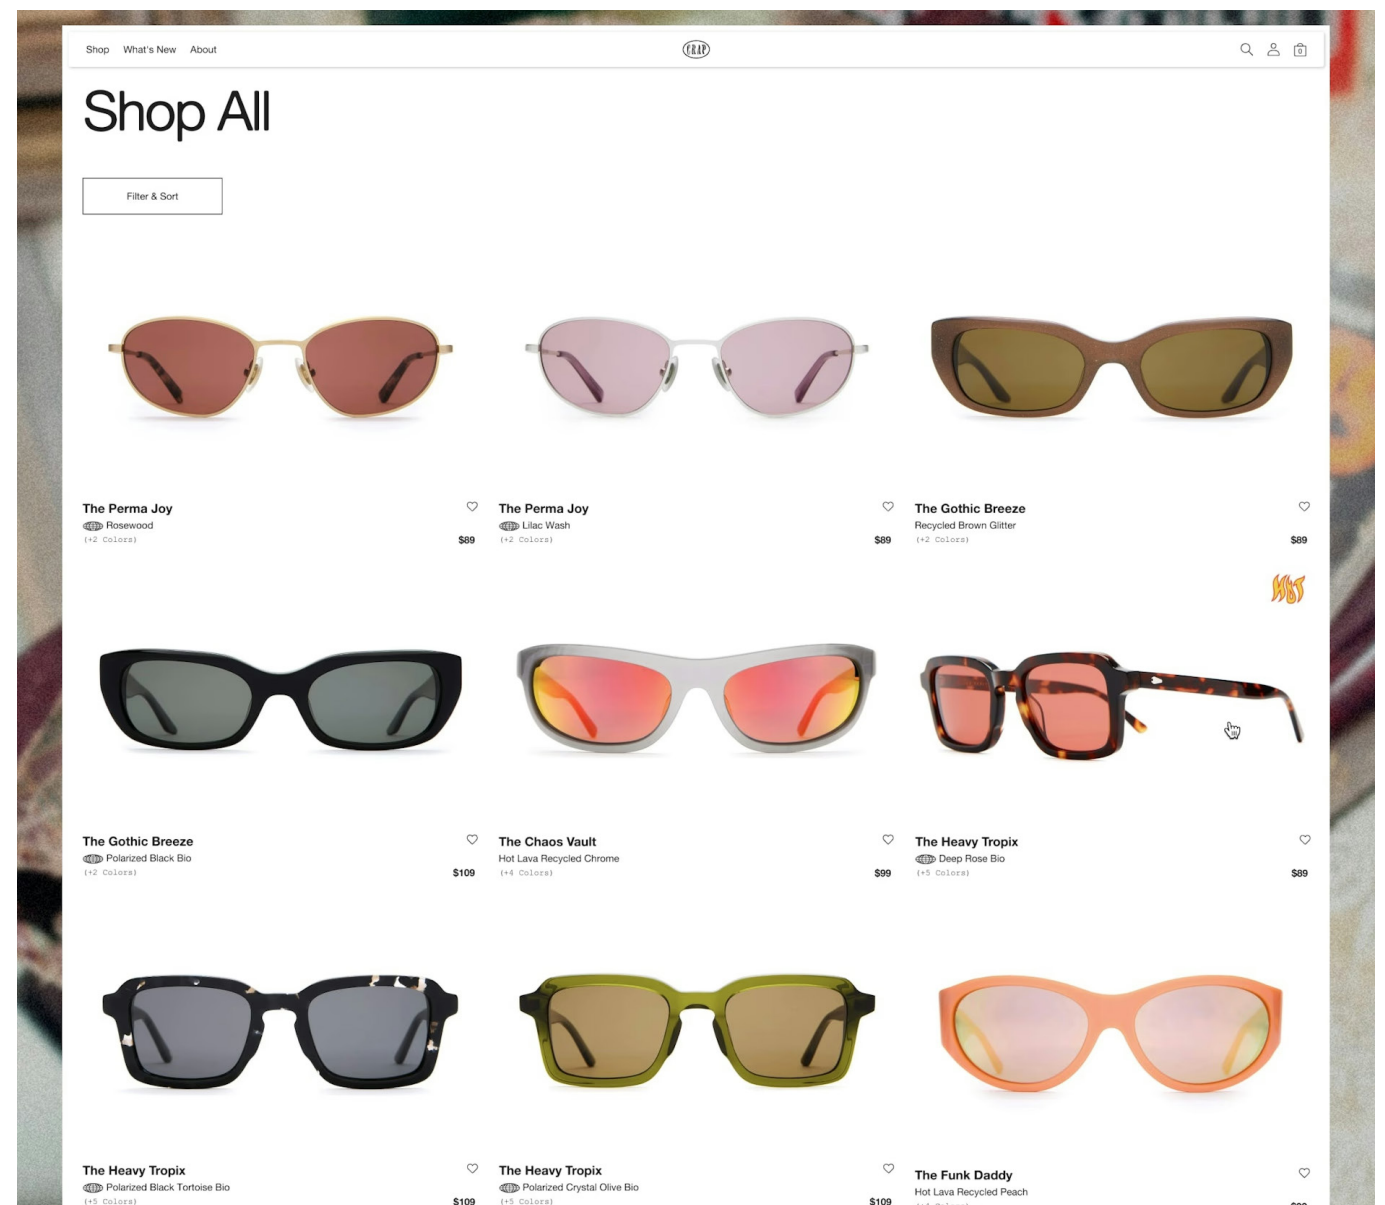 Shop What's New About
CRAP
0
Shop All
Filter & Sort
The Perma Joy
Rosewood
(+2 Colors)
$89
The Perma Joy
Lilac Wash
(+2 Colors)
$89
The Gothic Breeze
Recycled Brown Glitter
(+2 Colors)
$89
The Gothic Breeze
Polarized Black Bio
(+2 Colors)
$109
The Chaos Vault
Hot Lava Recycled Chrome
(+4 Colors)
$99
HOT
The Heavy Tropix
Deep Rose Bio
(+5 Colors)
$89
The Heavy Tropix
Polarized Black Tortoise Bio
(+5 Colors)
$109
The Heavy Tropix
Polarized Crystal Olive Bio
(+5 Colors)
$109
The Funk Daddy
Hot Lava Recycled Peach